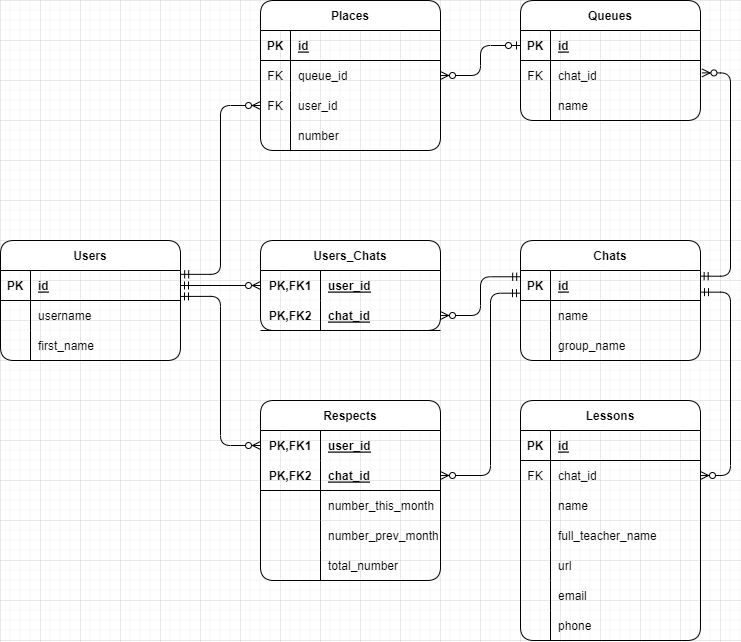 Places
PK id
FK queue_id
FK user_id
number
Queues
PK id
FK chat_id
name
Users
PK id
username
first_name
Users_Chats
PK,FK1 user_id
PK,FK2 chat_id
Chats
PK id
name
group_name
Respects
PK,FK1 user_id
PK,FK2 chat_id
number_this_month
number_prev_month
total_number
Lessons
PK id
FK chat_id
name
full_teacher_name
url
email
phone